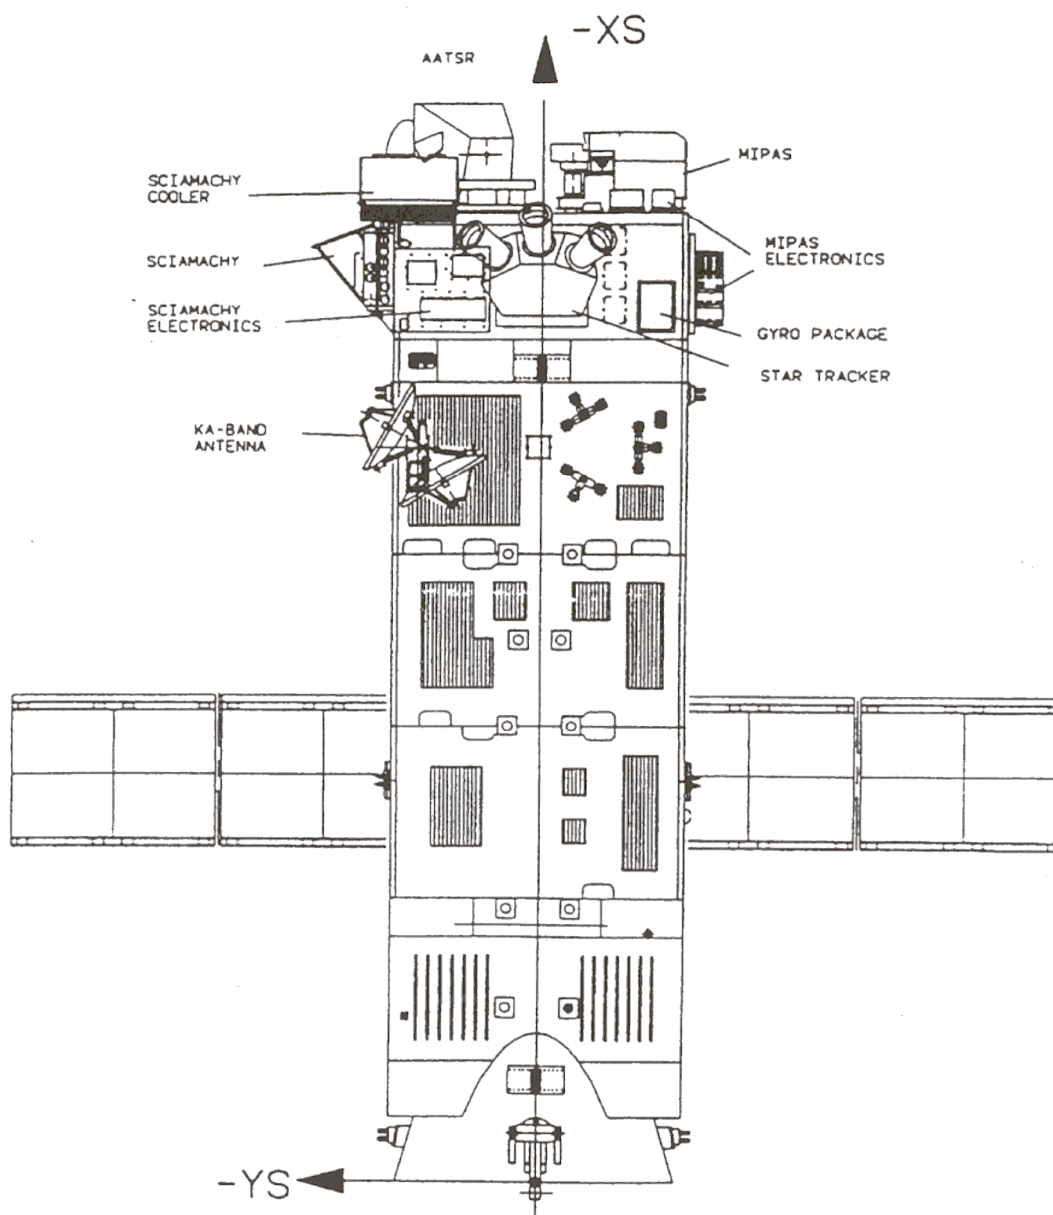 -XS
AATSR
MIPAS
SCIAMACHY
COOLER
MIPAS
ELECTRONICS
SCIAMACHY
SCIAMACHY
ELECTRONICS
GYRO PACKAGE
STAR TRACKER
KA-BAND
ANTENNA
-YS